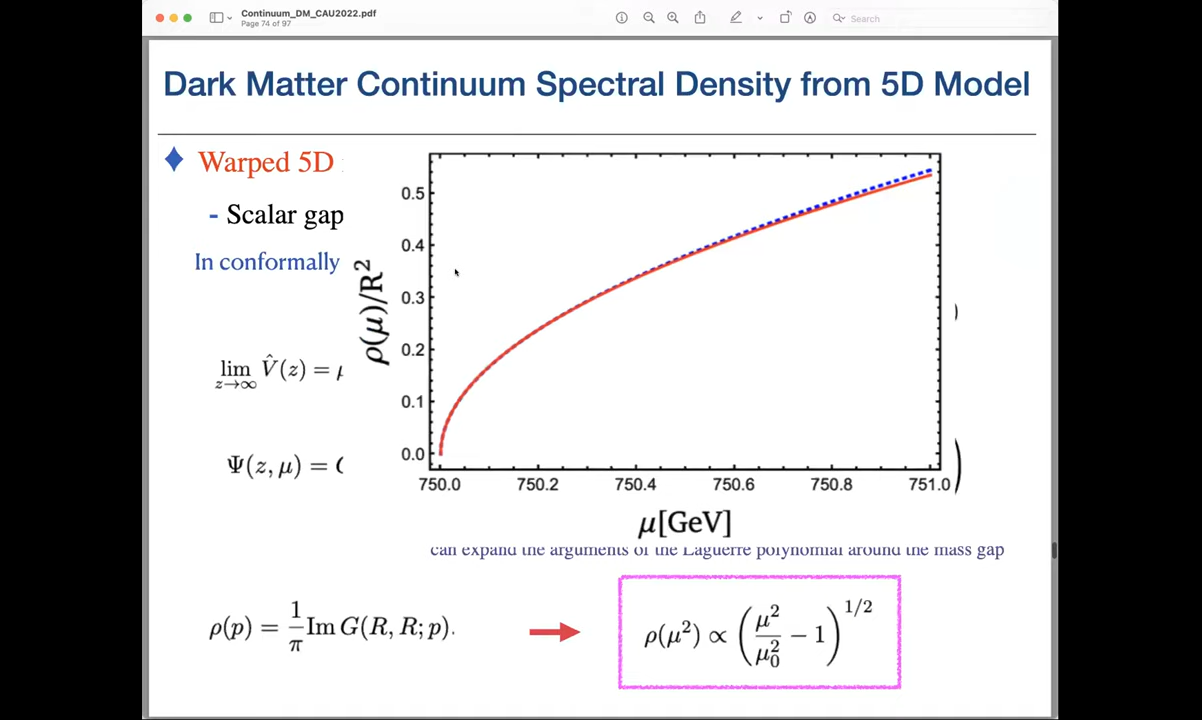 Continuum_DM_CAU2022.pdf
Page 74 of 97
Search
Dark Matter Continuum Spectral Density from 5D Model
Warped 5D
- Scalar gap
In conformally
0.5
0.4
0.3
0.2
0.1
0.0
ρ(μ)/R²
750.0 750.2 750.4 750.6 750.8 751.0
μ[GeV]
)
lim V̂(z) =
z→∞
Ψ(z, μ) =
)
can expand the arguments of the Laguerre polynomial around the mass gap
ρ(p) = 1/π Im G(R, R; p).
ρ(μ²) ∝ (μ²/μ₀² − 1)^1/2